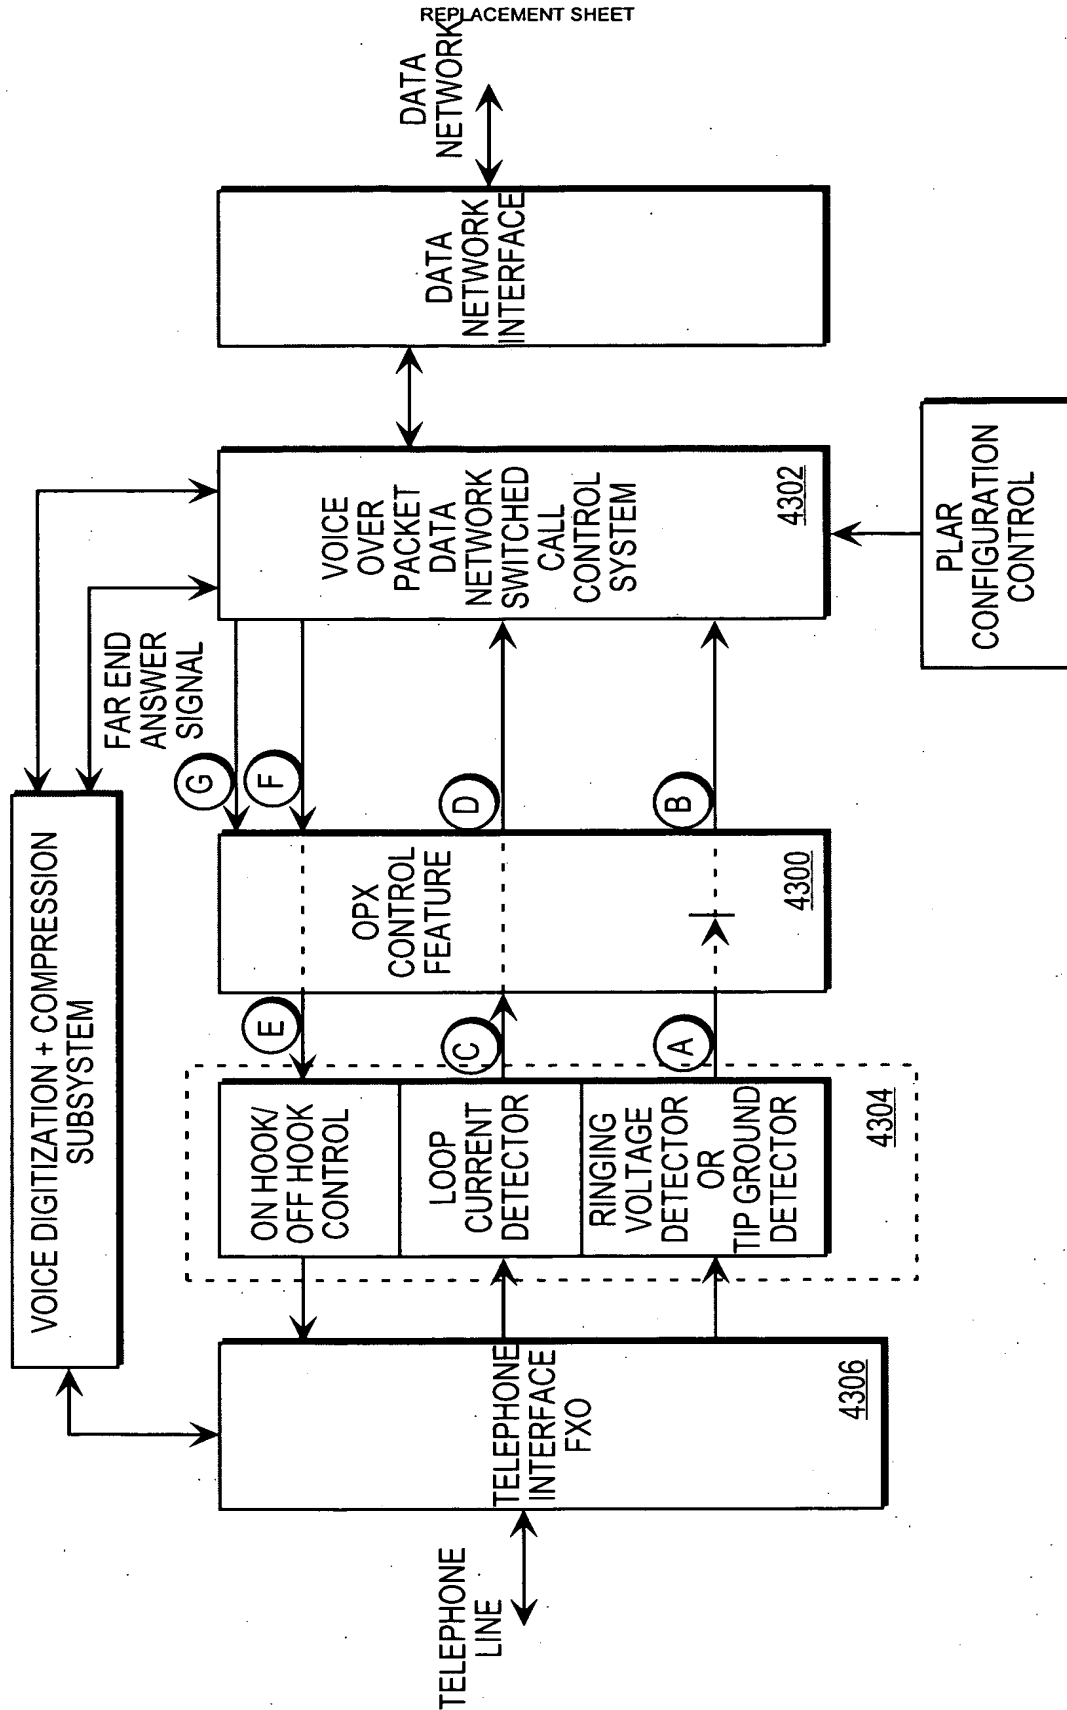 REPLACEMENT SHEET
VOICE DIGITIZATION + COMPRESSION
SUBSYSTEM
FAR END
ANSWER
SIGNAL
TELEPHONE
LINE
TELEPHONE
INTERFACE
FXO
4306
ON HOOK/
OFF HOOK
CONTROL
LOOP
CURRENT
DETECTOR
RINGING
VOLTAGE
DETECTOR
OR
TIP GROUND
DETECTOR
4304
E
C
A
OPX
CONTROL
FEATURE
4300
G
F
D
B
VOICE
OVER
PACKET
DATA
NETWORK
SWITCHED
CALL
CONTROL
SYSTEM
4302
PLAR
CONFIGURATION
CONTROL
DATA
NETWORK
INTERFACE
DATA
NETWORK